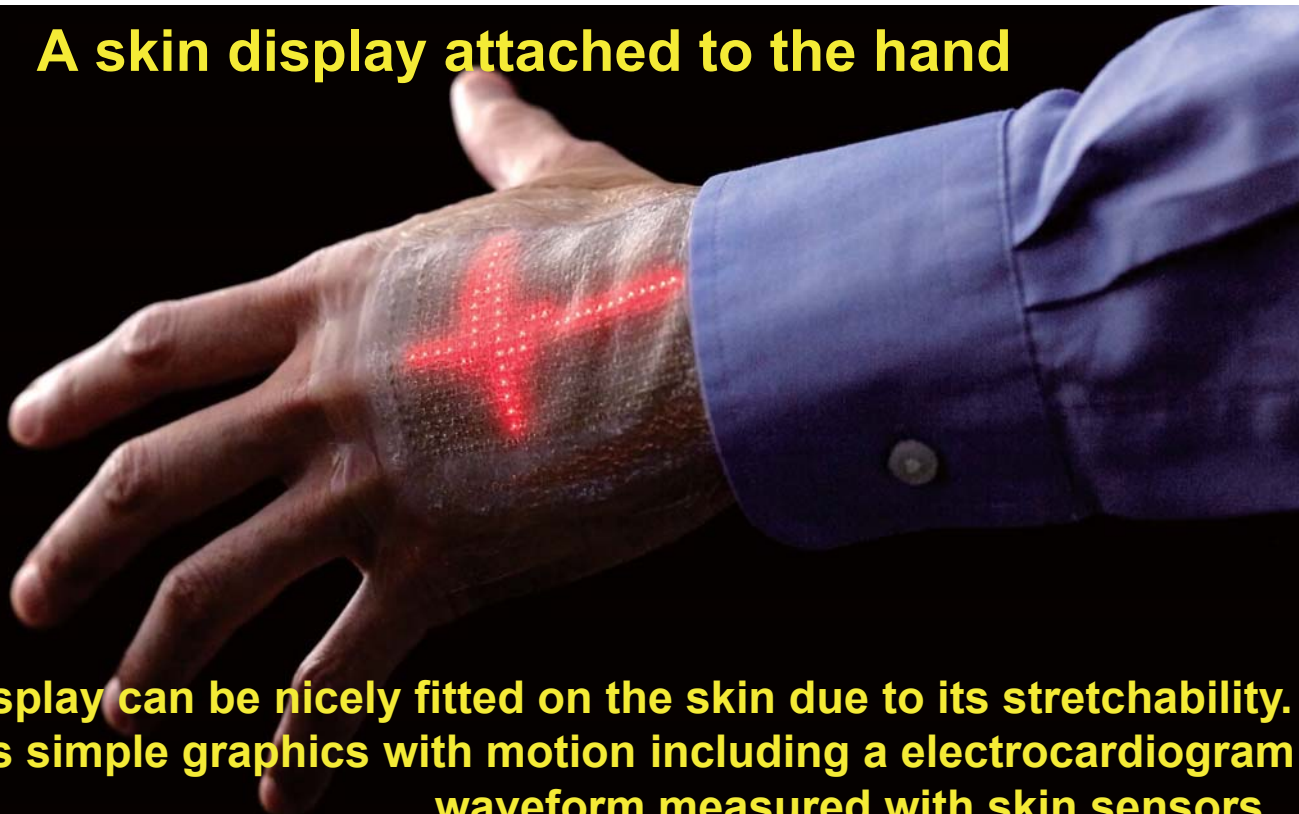 A skin display attached to the hand
can be nicely fitted on the skin due to its stretchability.
simple graphics with motion including a electrocardiogram
waveform measured with skin sensors